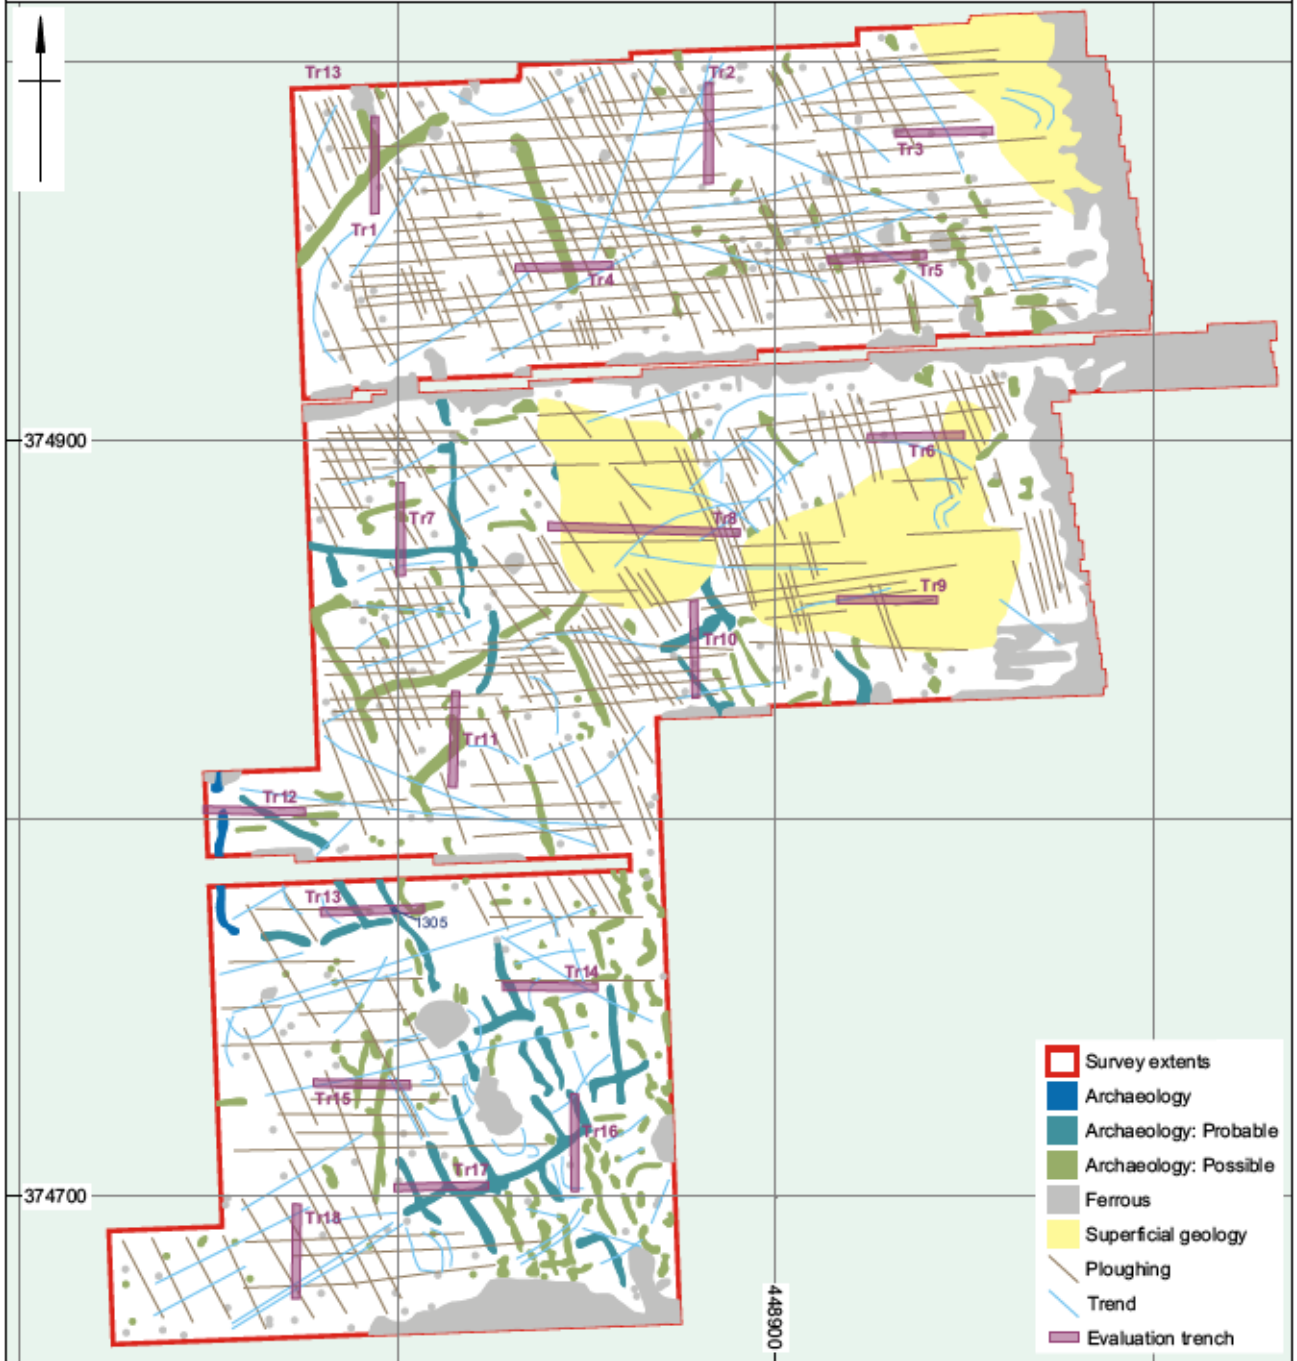 Tr13
Tr2
Tr3
Tr1
Tr5
Tr4
374900
Tr6
Tr7
Tr8
Tr9
Tr10
Tr11
Tr12
Tr13
1305
Tr14
Tr15
Tr16
Tr17
374700
Tr18
448900
Survey extents
Archaeology
Archaeology: Probable
Archaeology: Possible
Ferrous
Superficial geology
Ploughing
Trend
Evaluation trench